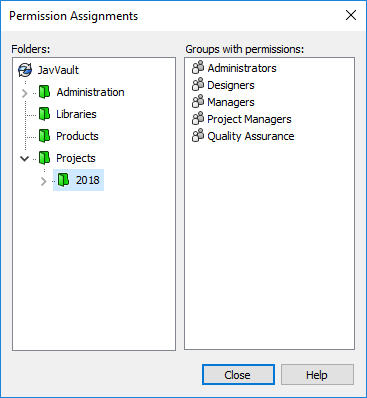 Permission Assignments
Folders:
JavVault
Administration
Libraries
Products
Projects
2018
Groups with permissions:
Administrators
Designers
Managers
Project Managers
Quality Assurance
Close
Help